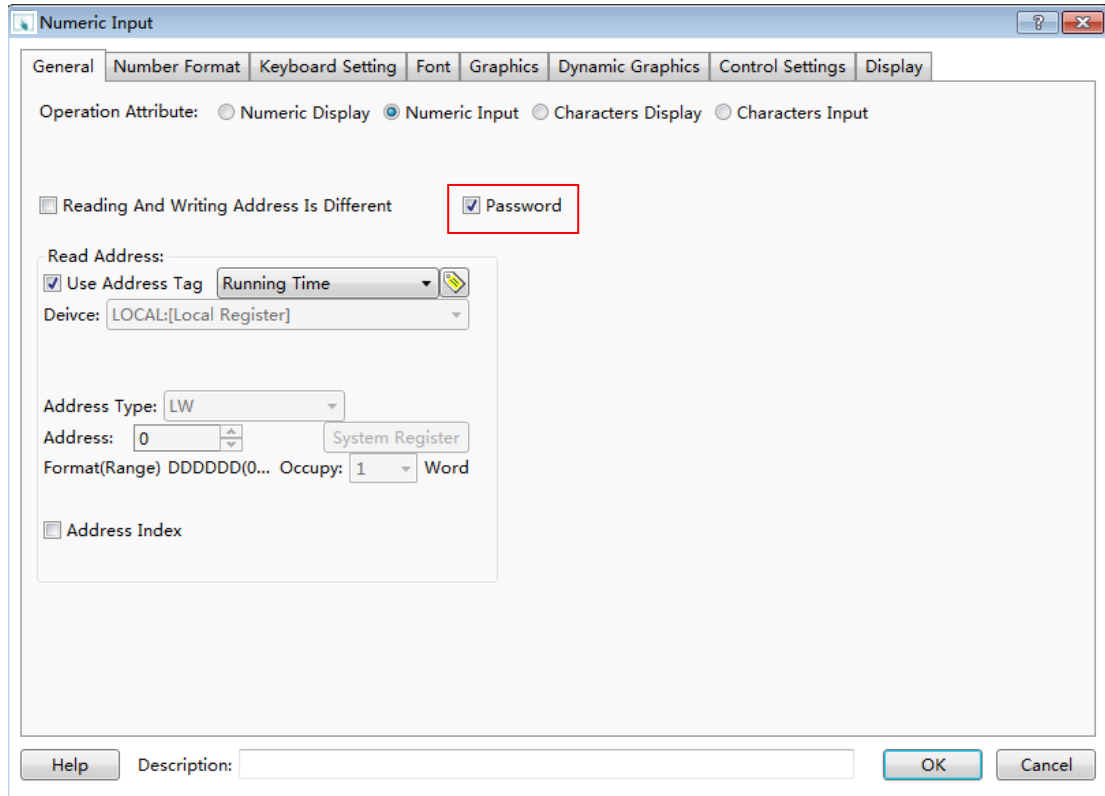 Numeric Input
General Number Format Keyboard Setting Font Graphics Dynamic Graphics Control Settings Display
Operation Attribute: Numeric Display Numeric Input Characters Display Characters Input
Reading And Writing Address Is Different Password
Read Address:
Use Address Tag Running Time
Deivce: LOCAL:[Local Register]
Address Type: LW
Address: 0 System Register
Format(Range) DDDDDD(0... Occupy: 1 Word
Address Index
Help Description: OK Cancel